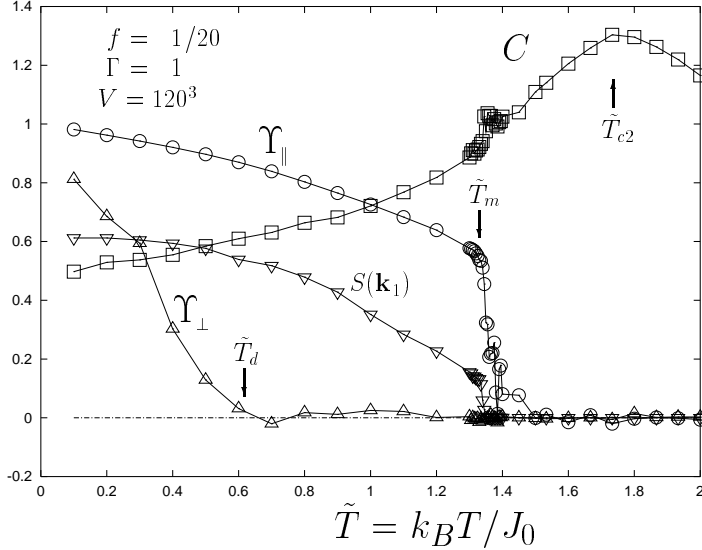 1.4
1.2
1
0.8
0.6
0.4
0.2
0
-0.2
f = 1/20
Γ = 1
V = 120³
C
Υ∥
T̃c2
T̃m
S(k₁)
Υ⊥
T̃d
0 0.2 0.4 0.6 0.8 1 1.2 1.4 1.6 1.8 2
T̃ = k_BT/J₀